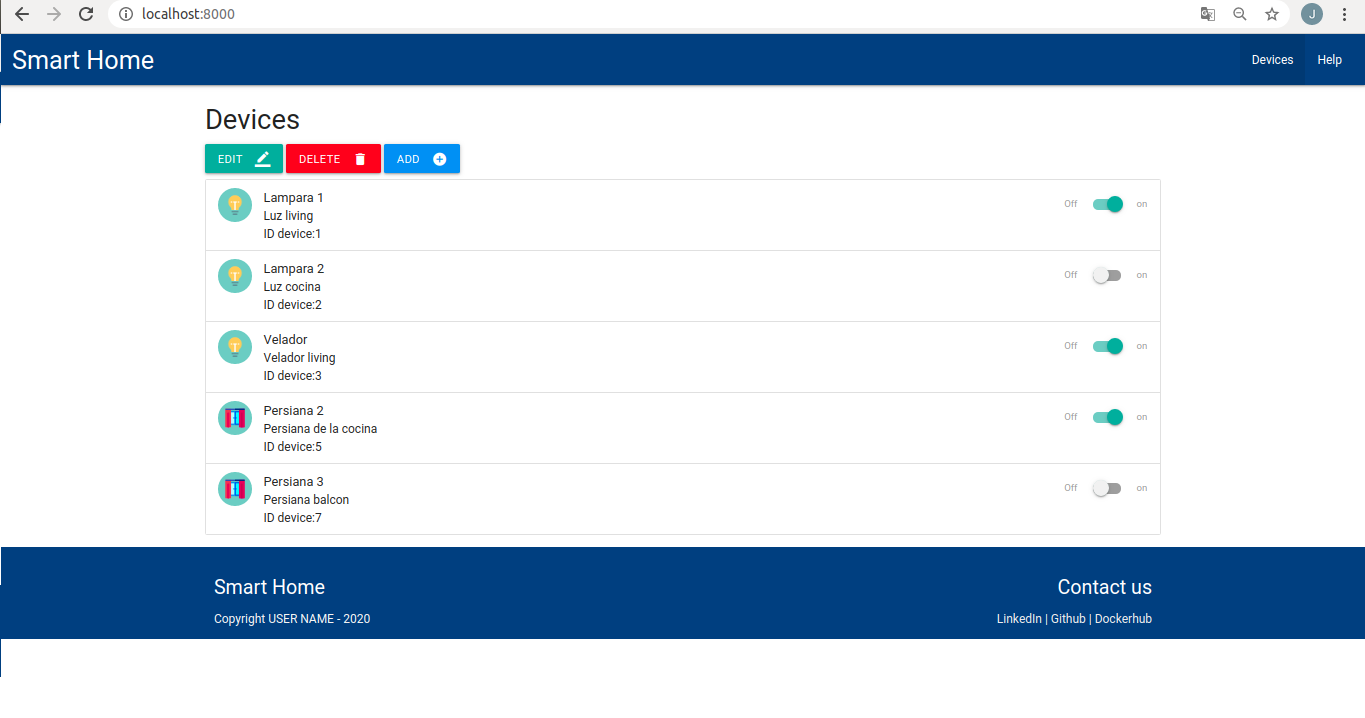 localhost:8000
J
Smart Home
Devices Help
Devices
EDIT DELETE ADD
Lampara 1
Luz living
ID device:1
Off on
Lampara 2
Luz cocina
ID device:2
Off on
Velador
Velador living
ID device:3
Off on
Persiana 2
Persiana de la cocina
ID device:5
Off on
Persiana 3
Persiana balcon
ID device:7
Off on
Smart Home
Copyright USER NAME - 2020
Contact us
LinkedIn | Github | Dockerhub